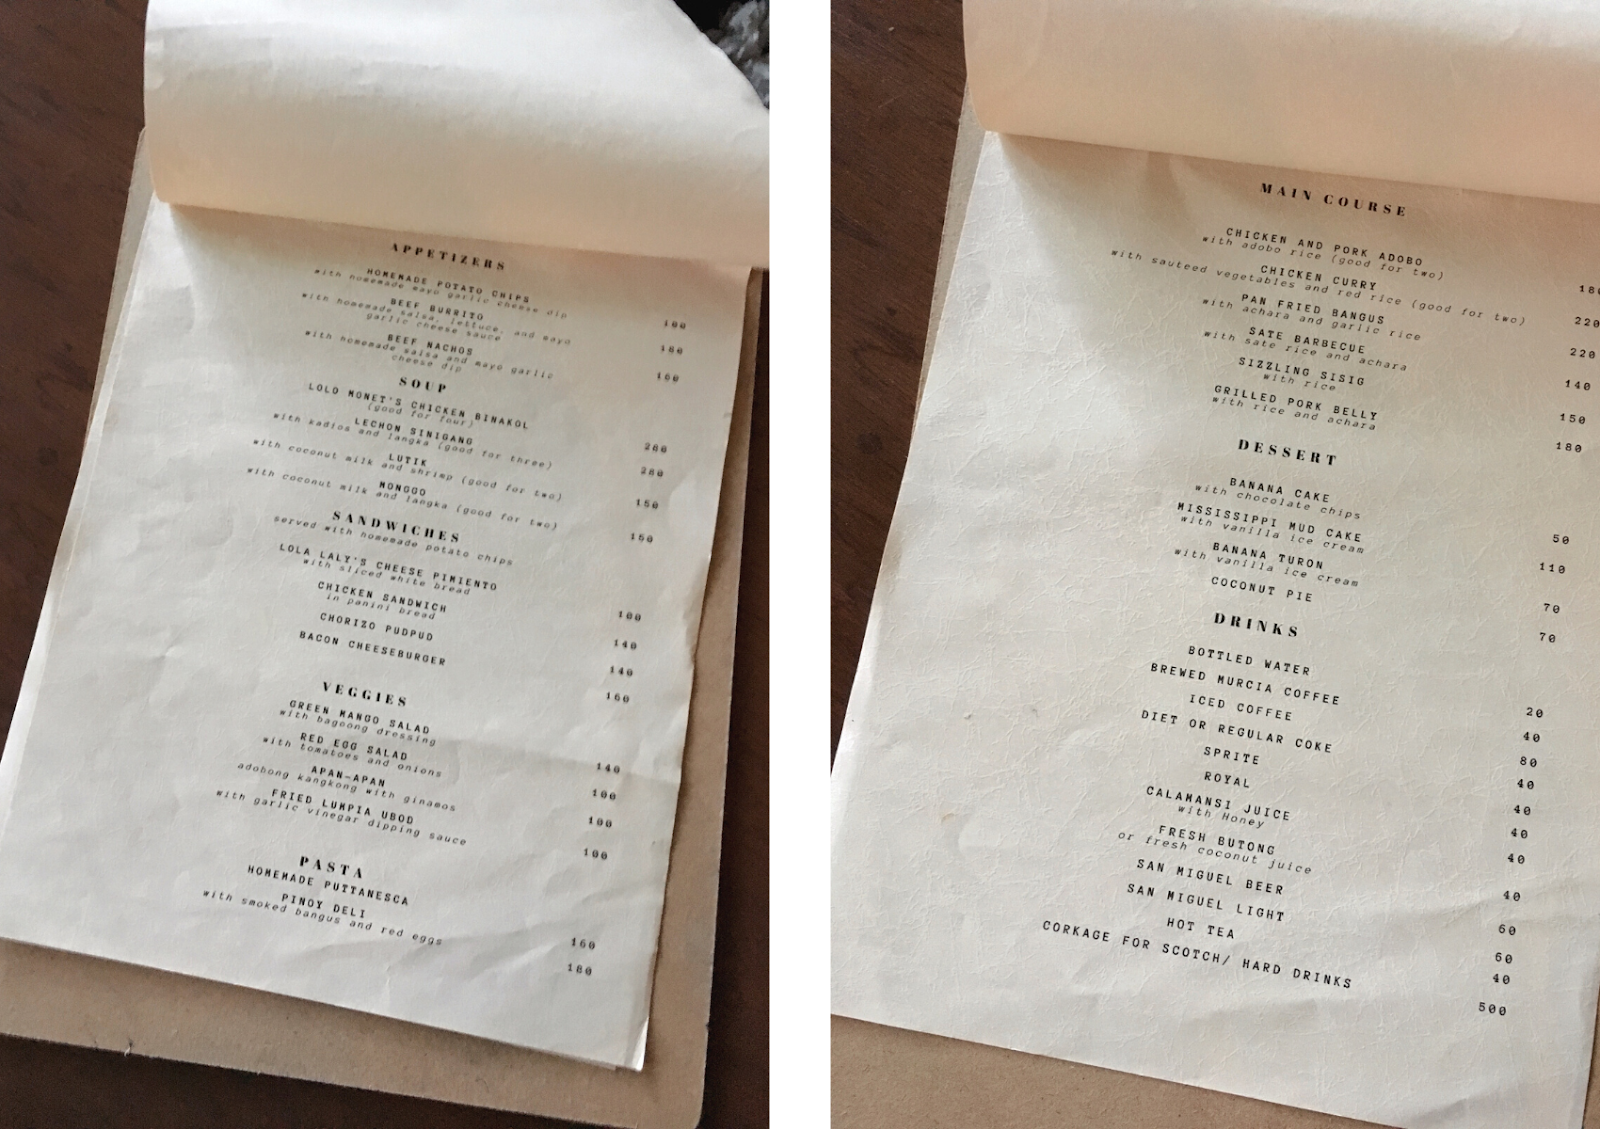 APPETIZERS
HOMEMADE POTATO CHIPS
with homemade mayo garlic cheese dip
100
BEEF BURRITO
with homemade salsa, lettuce, and mayo
garlic cheese sauce
160
BEEF NACHOS
with homemade salsa and mayo garlic
cheese dip
160
SOUP
LOLO MONET'S CHICKEN BINAKOL
(good for four)
280
LECHON SINIGANG
with kadios and langka (good for three)
280
LUTIK
with coconut milk and shrimp (good for two)
150
MONGGO
with coconut milk and langka (good for two)
150
SANDWICHES
served with homemade potato chips
LOLA LALY'S CHEESE PIMIENTO
with sliced white bread
100
CHICKEN SANDWICH
in panini bread
140
CHORIZO PUDPUD
140
BACON CHEESEBURGER
160
VEGGIES
GREEN MANGO SALAD
with bagoong dressing
140
RED EGG SALAD
with tomatoes and onions
100
APAN-APAN
adobong kangkong with ginamos
100
FRIED LUMPIA UBOD
with garlic vinegar dipping sauce
100
PASTA
HOMEMADE PUTTANESCA
160
PINOY DELI
with smoked bangus and red eggs
180
MAIN COURSE
CHICKEN AND PORK ADOBO
with adobo rice (good for two)
180
CHICKEN CURRY
with sauteed vegetables and red rice (good for two)
220
PAN FRIED BANGUS
with achara and garlic rice
220
SATE BARBECUE
with sate rice and achara
140
SIZZLING SISIG
with rice
150
GRILLED PORK BELLY
with rice and achara
180
DESSERT
BANANA CAKE
with chocolate chips
50
MISSISSIPPI MUD CAKE
with vanilla ice cream
110
BANANA TURON
with vanilla ice cream
70
COCONUT PIE
70
DRINKS
BOTTLED WATER
20
BREWED MURCIA COFFEE
40
ICED COFFEE
80
DIET OR REGULAR COKE
40
SPRITE
40
ROYAL
40
CALAMANSI JUICE
with Honey
40
FRESH BUTONG
or fresh coconut juice
40
SAN MIGUEL BEER
60
SAN MIGUEL LIGHT
60
HOT TEA
40
CORKAGE FOR SCOTCH/ HARD DRINKS
500